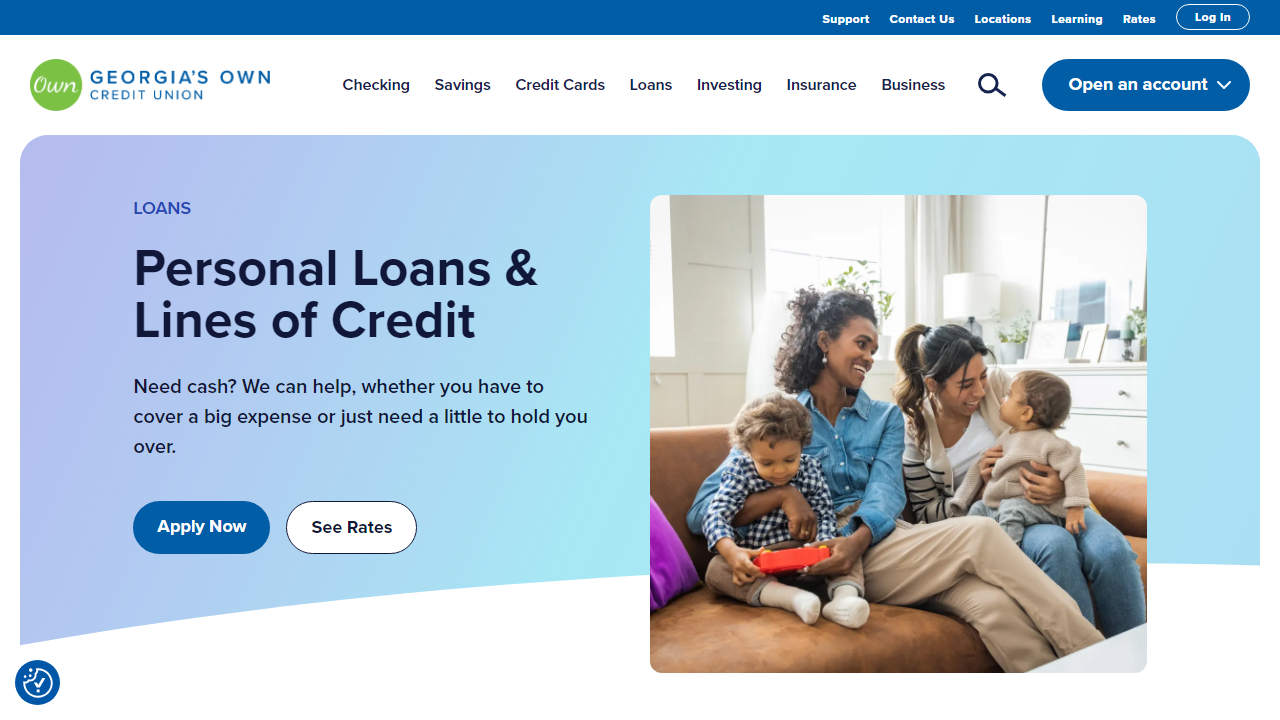 Support Contact Us Locations Learning Rates Log In
Own GEORGIA'S OWN
CREDIT UNION
Checking Savings Credit Cards Loans Investing Insurance Business Open an account
LOANS
Personal Loans &
Lines of Credit
Need cash? We can help, whether you have to
cover a big expense or just need a little to hold you
over.
Apply Now See Rates